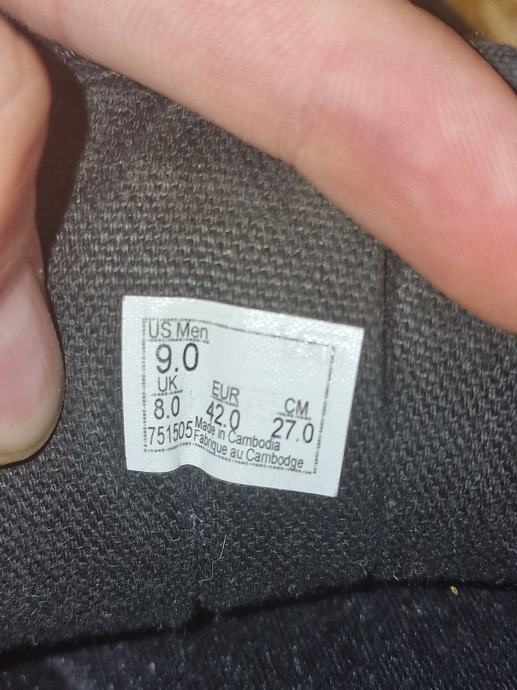 US Men
9.0
UK EUR CM
8.0 42.0 27.0
751505 Made in Cambodia
Fabrique au Cambodge